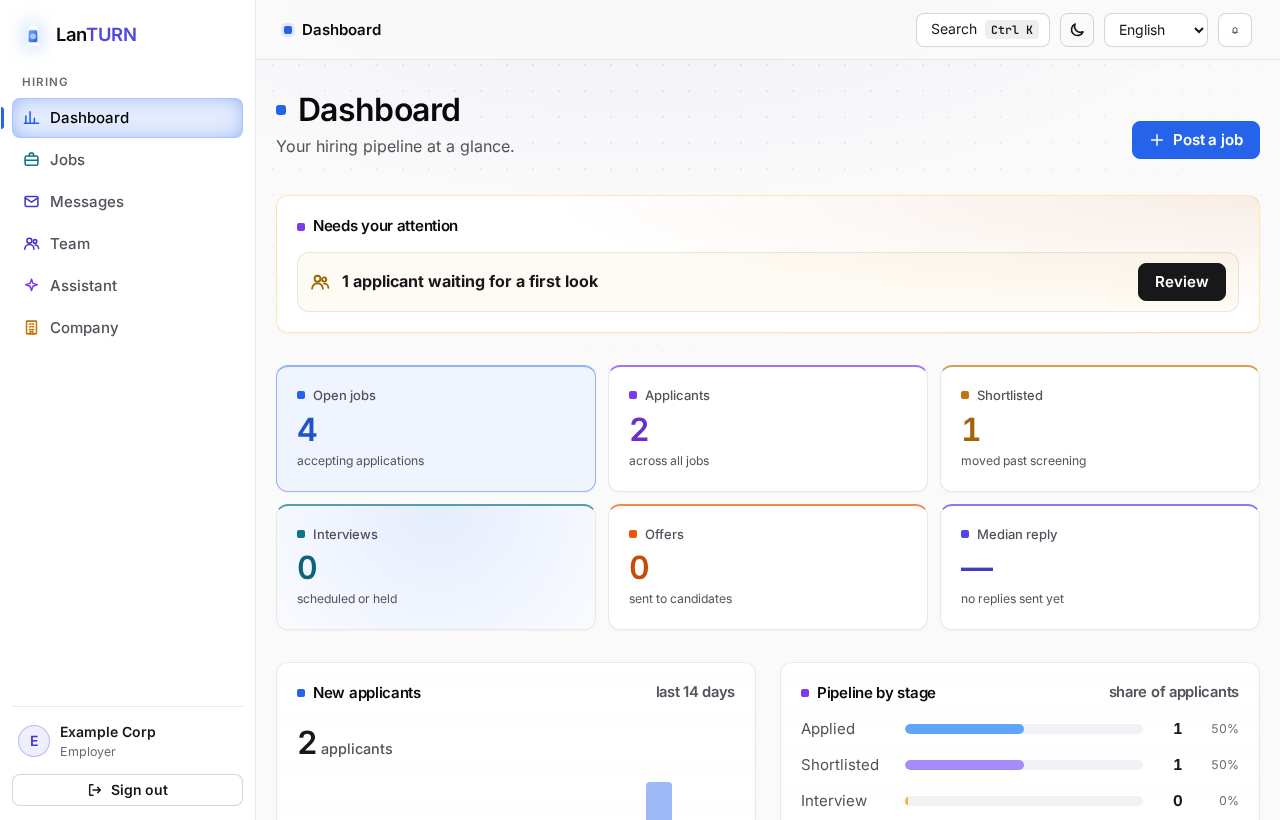 LanTURN
HIRING
Dashboard
Jobs
Messages
Team
Assistant
Company
E
Example Corp
Employer
Sign out
Dashboard
Search Ctrl K
English
Dashboard
Your hiring pipeline at a glance.
Post a job
Needs your attention
1 applicant waiting for a first look
Review
Open jobs
4
accepting applications
Applicants
2
across all jobs
Shortlisted
1
moved past screening
Interviews
0
scheduled or held
Offers
0
sent to candidates
Median reply
—
no replies sent yet
New applicants last 14 days
2 applicants
Pipeline by stage share of applicants
Applied 1 50%
Shortlisted 1 50%
Interview 0 0%